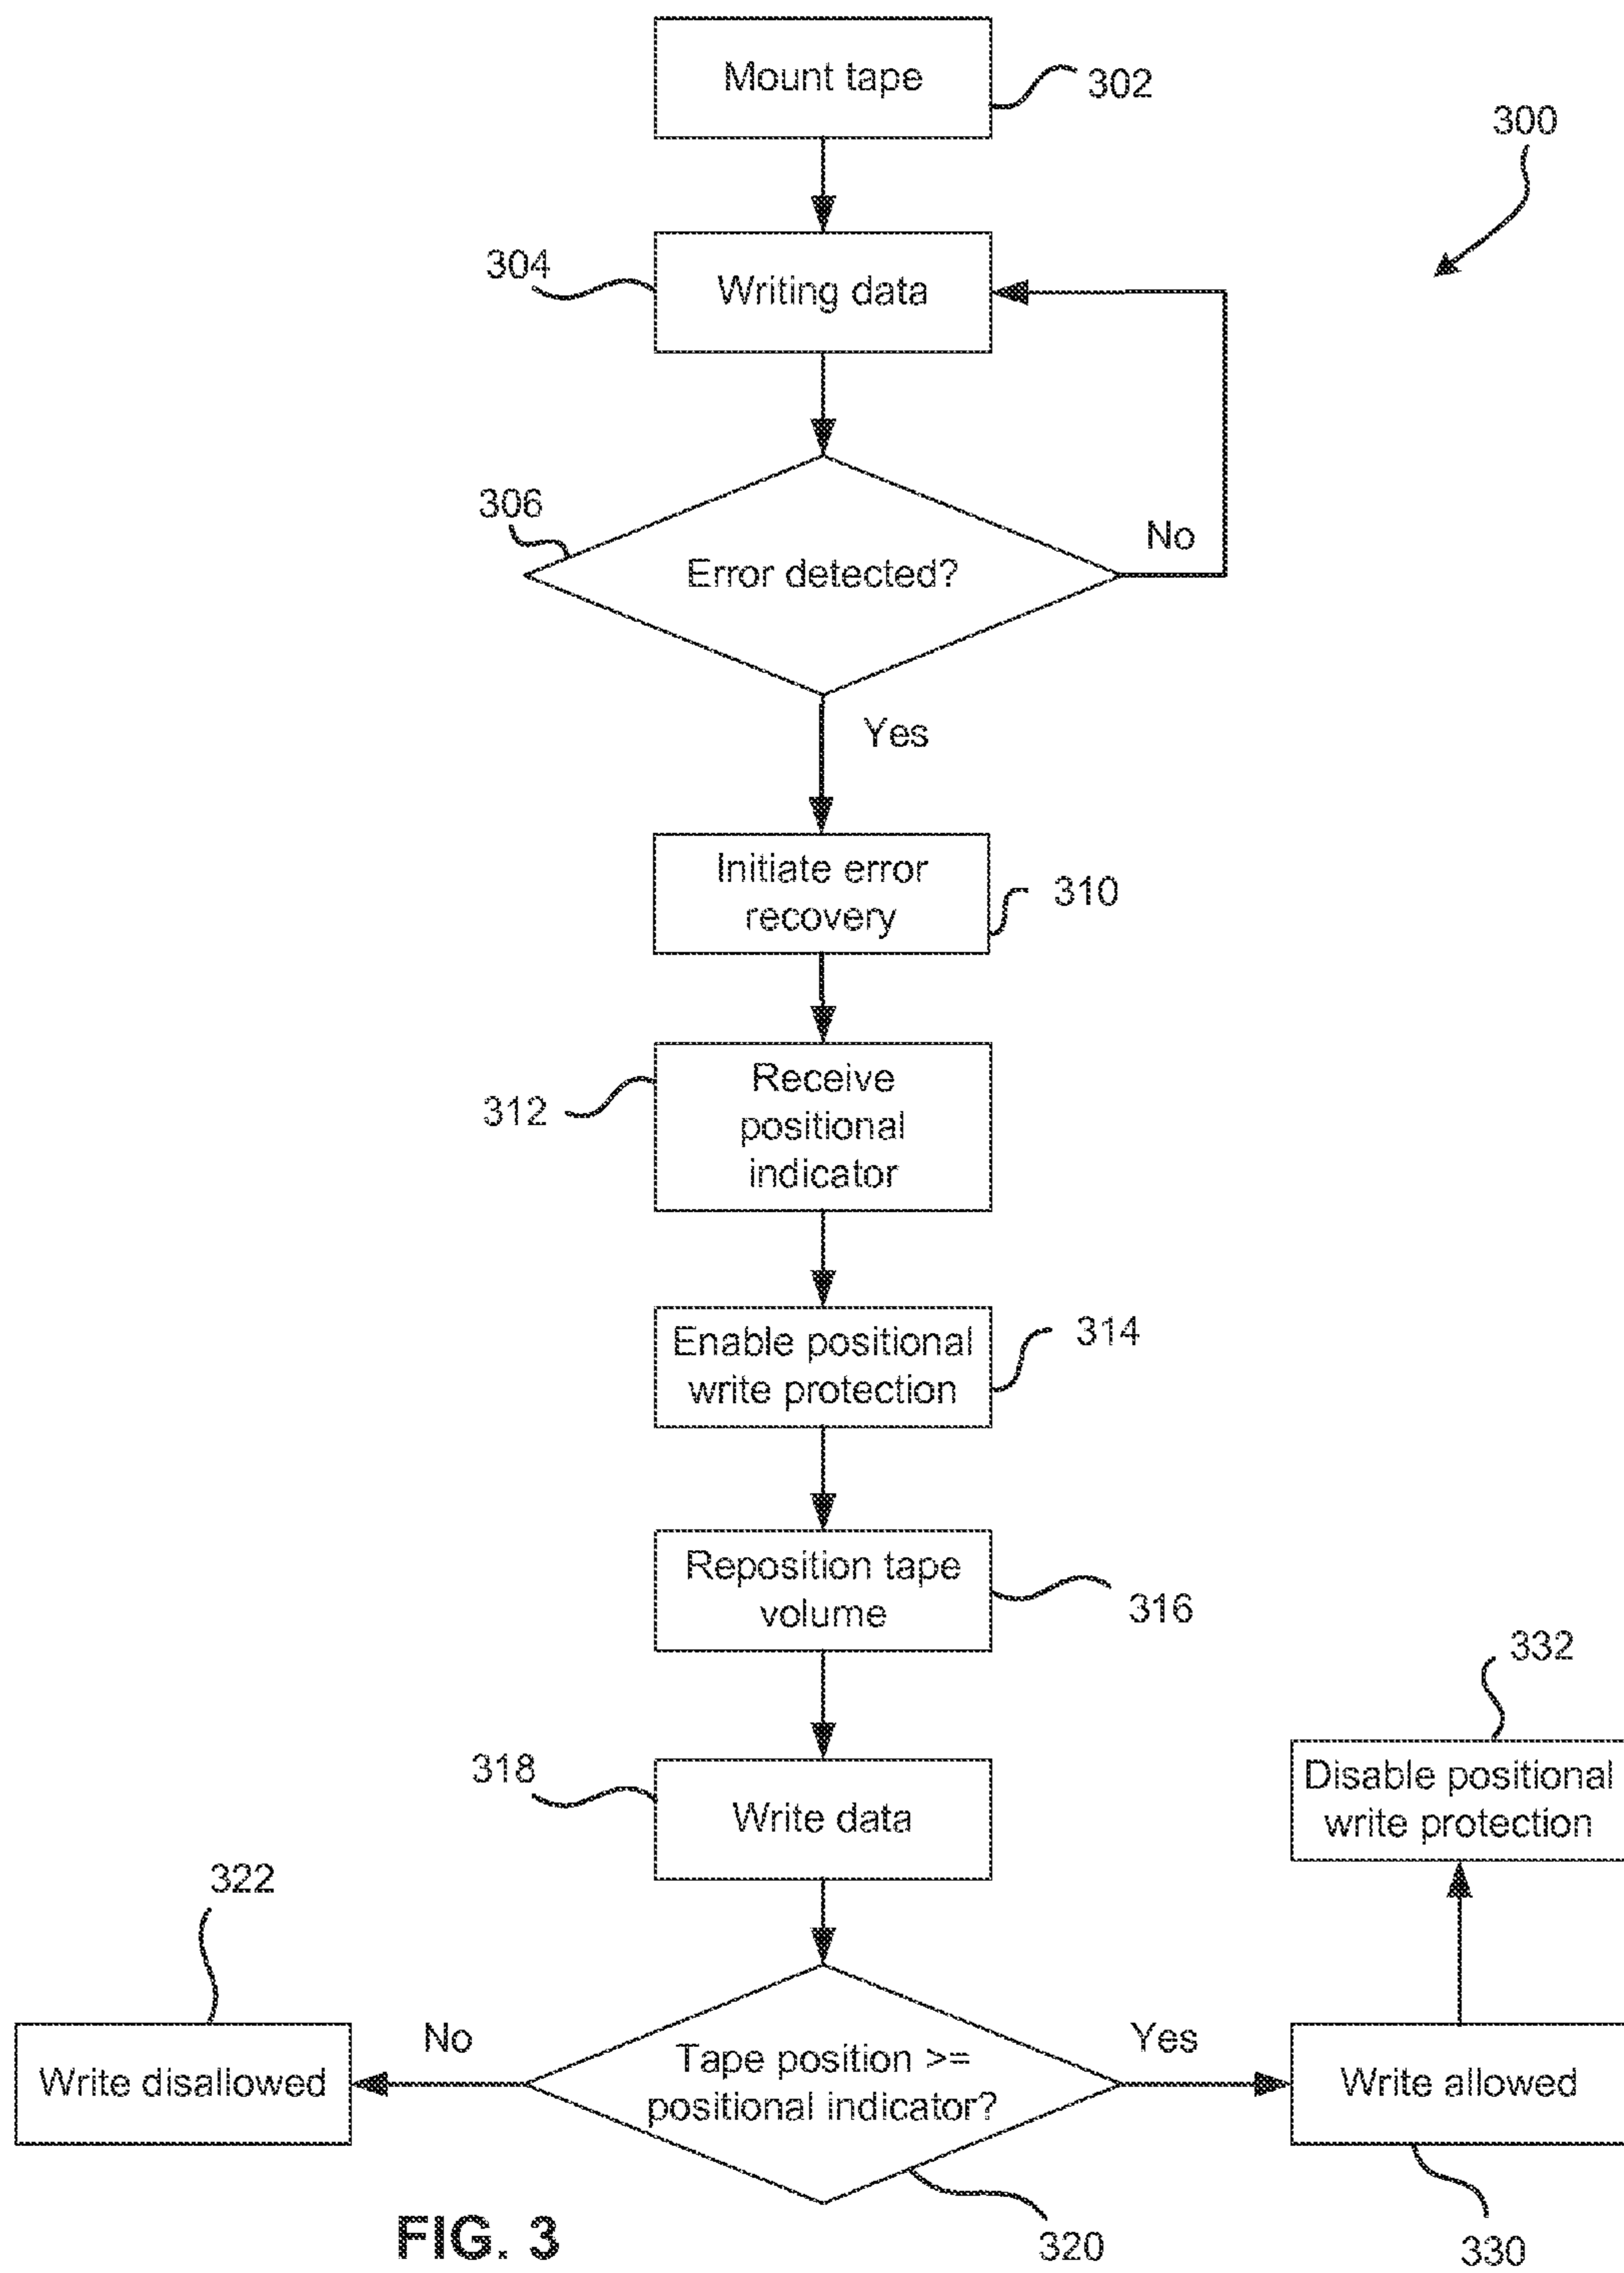 Mount tape
302
300
304
Writing data
306
Error detected?
No
Yes
Initiate error
recovery
310
Receive
positional
indicator
312
Enable positional
write protection
314
Reposition tape
volume
316
332
Disable positional
write protection
318
Write data
322
No
Yes
Write disallowed
Tape position >=
positional indicator?
Write allowed
FIG. 3
320
330